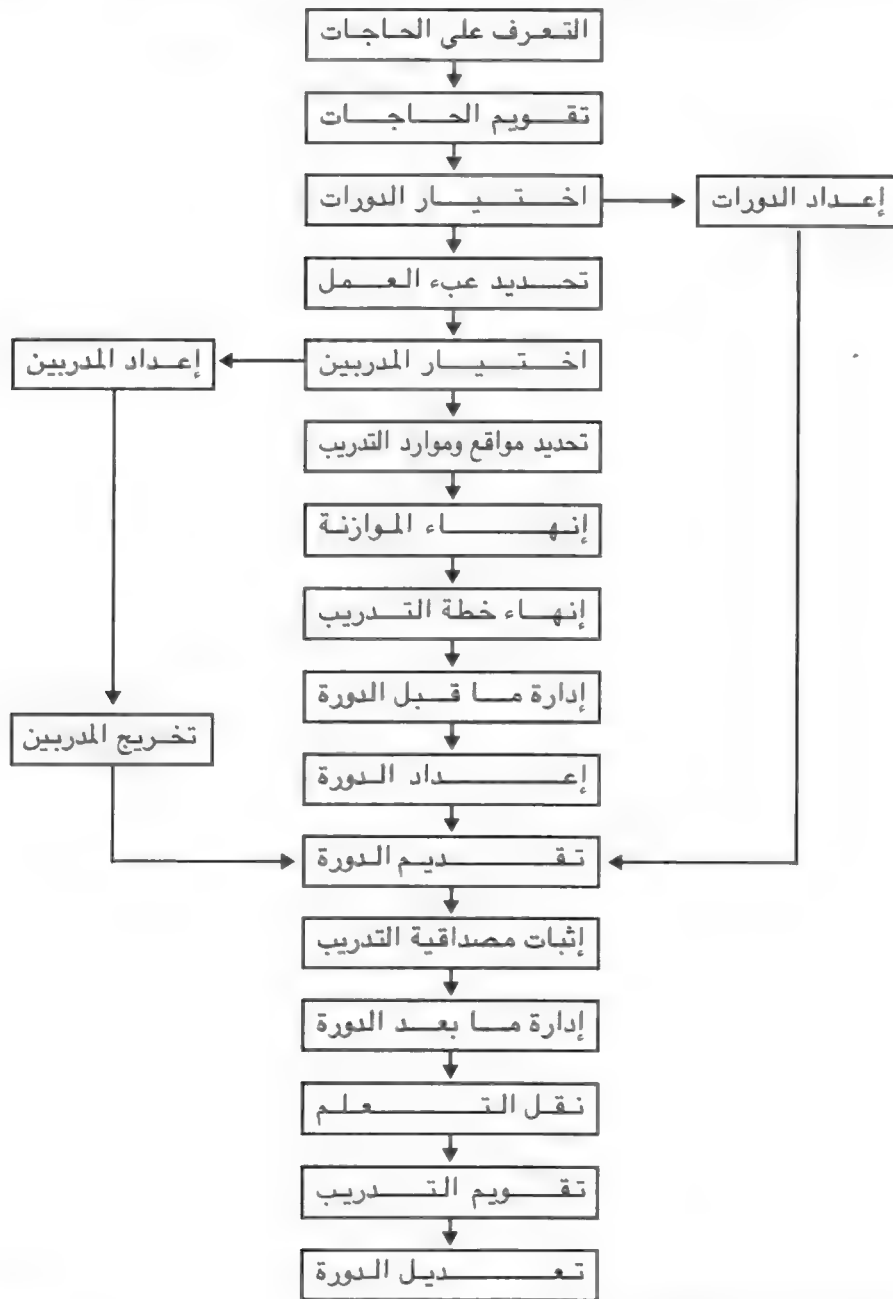 التعرف على الحاجات
تقويم الحاجات
اختيار الدورات
إعداد الدورات
تحديد عبء العمل
اختيار المدربين
إعداد المدربين
تحديد مواقع وموارد التدريب
إنهاء الموازنة
إنهاء خطة التدريب
إدارة ما قبل الدورة
تخريج المدربين
إعداد الدورة
تقديم الدورة
إثبات مصداقية التدريب
إدارة ما بعد الدورة
نقل التعلم
تقويم التدريب
تعديل الدورة